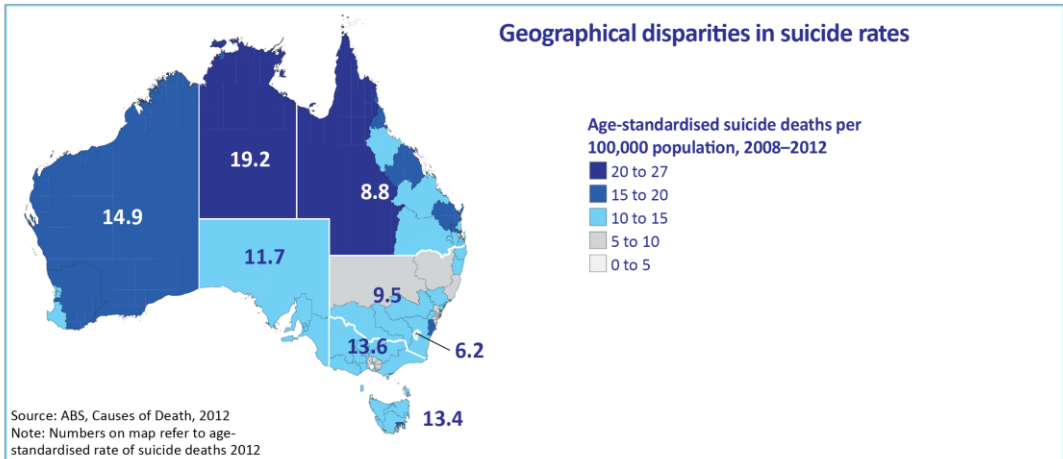 Geographical disparities in suicide rates
Age-standardised suicide deaths per
100,000 population, 2008–2012
20 to 27
15 to 20
10 to 15
5 to 10
0 to 5
19.2
8.8
14.9
11.7
9.5
13.6
6.2
13.4
Source: ABS, Causes of Death, 2012
Note: Numbers on map refer to age-
standardised rate of suicide deaths 2012